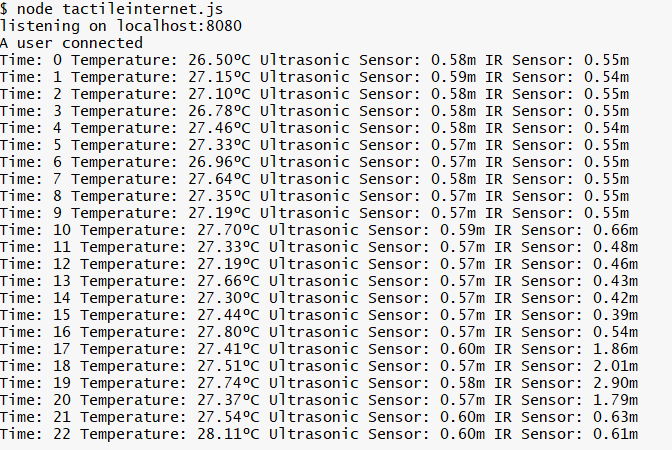 $ node tactileinternet.js
listening on localhost:8080
A user connected
Time: 0 Temperature: 26.50ºC Ultrasonic Sensor: 0.58m IR Sensor: 0.55m
Time: 1 Temperature: 27.15ºC Ultrasonic Sensor: 0.59m IR Sensor: 0.54m
Time: 2 Temperature: 27.10ºC Ultrasonic Sensor: 0.58m IR Sensor: 0.55m
Time: 3 Temperature: 26.78ºC Ultrasonic Sensor: 0.58m IR Sensor: 0.55m
Time: 4 Temperature: 27.46ºC Ultrasonic Sensor: 0.58m IR Sensor: 0.54m
Time: 5 Temperature: 27.33ºC Ultrasonic Sensor: 0.57m IR Sensor: 0.55m
Time: 6 Temperature: 26.96ºC Ultrasonic Sensor: 0.57m IR Sensor: 0.55m
Time: 7 Temperature: 27.64ºC Ultrasonic Sensor: 0.58m IR Sensor: 0.55m
Time: 8 Temperature: 27.35ºC Ultrasonic Sensor: 0.57m IR Sensor: 0.55m
Time: 9 Temperature: 27.19ºC Ultrasonic Sensor: 0.57m IR Sensor: 0.55m
Time: 10 Temperature: 27.70ºC Ultrasonic Sensor: 0.59m IR Sensor: 0.66m
Time: 11 Temperature: 27.33ºC Ultrasonic Sensor: 0.57m IR Sensor: 0.48m
Time: 12 Temperature: 27.19ºC Ultrasonic Sensor: 0.57m IR Sensor: 0.46m
Time: 13 Temperature: 27.66ºC Ultrasonic Sensor: 0.57m IR Sensor: 0.43m
Time: 14 Temperature: 27.30ºC Ultrasonic Sensor: 0.57m IR Sensor: 0.42m
Time: 15 Temperature: 27.44ºC Ultrasonic Sensor: 0.57m IR Sensor: 0.39m
Time: 16 Temperature: 27.80ºC Ultrasonic Sensor: 0.57m IR Sensor: 0.54m
Time: 17 Temperature: 27.41ºC Ultrasonic Sensor: 0.60m IR Sensor: 1.86m
Time: 18 Temperature: 27.51ºC Ultrasonic Sensor: 0.57m IR Sensor: 2.01m
Time: 19 Temperature: 27.74ºC Ultrasonic Sensor: 0.58m IR Sensor: 2.90m
Time: 20 Temperature: 27.37ºC Ultrasonic Sensor: 0.57m IR Sensor: 1.79m
Time: 21 Temperature: 27.54ºC Ultrasonic Sensor: 0.60m IR Sensor: 0.63m
Time: 22 Temperature: 28.11ºC Ultrasonic Sensor: 0.60m IR Sensor: 0.61m